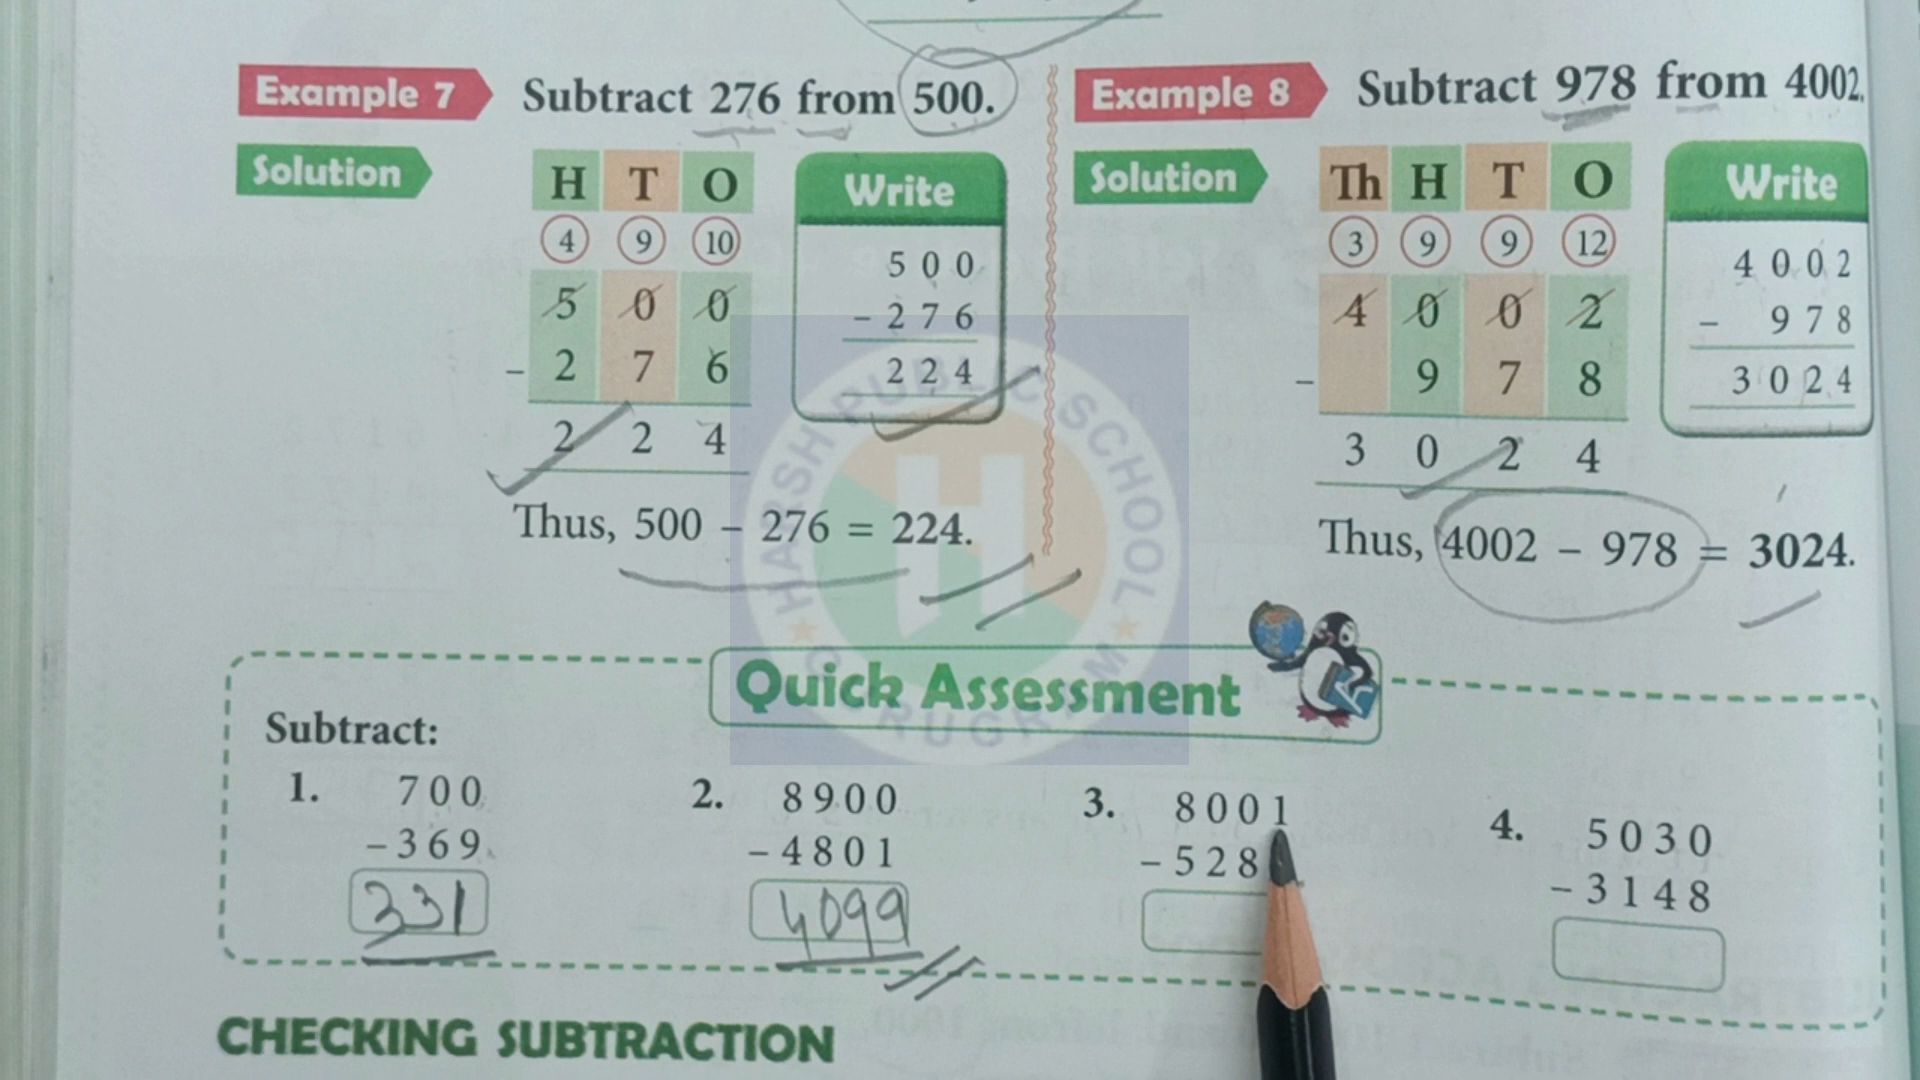 Example 7 Subtract 276 from 500.
Solution
H T O
4 9 10
5 0 0
- 2 7 6
2 2 4
Write
5 0 0
- 2 7 6
2 2 4
Thus, 500 - 276 = 224.
Example 8 Subtract 978 from 4002.
Solution
Th H T O
3 9 9 12
4 0 0 2
- 9 7 8
3 0 2 4
Write
4 0 0 2
- 9 7 8
3 0 2 4
Thus, 4002 - 978 = 3024.
HARSH PUBLIC SCHOOL
GURUGRAM
H
Quick Assessment
Subtract:
1. 700
- 369
331
2. 8900
- 4801
4099
3. 8001
- 528
4. 5030
- 3148
CHECKING SUBTRACTION